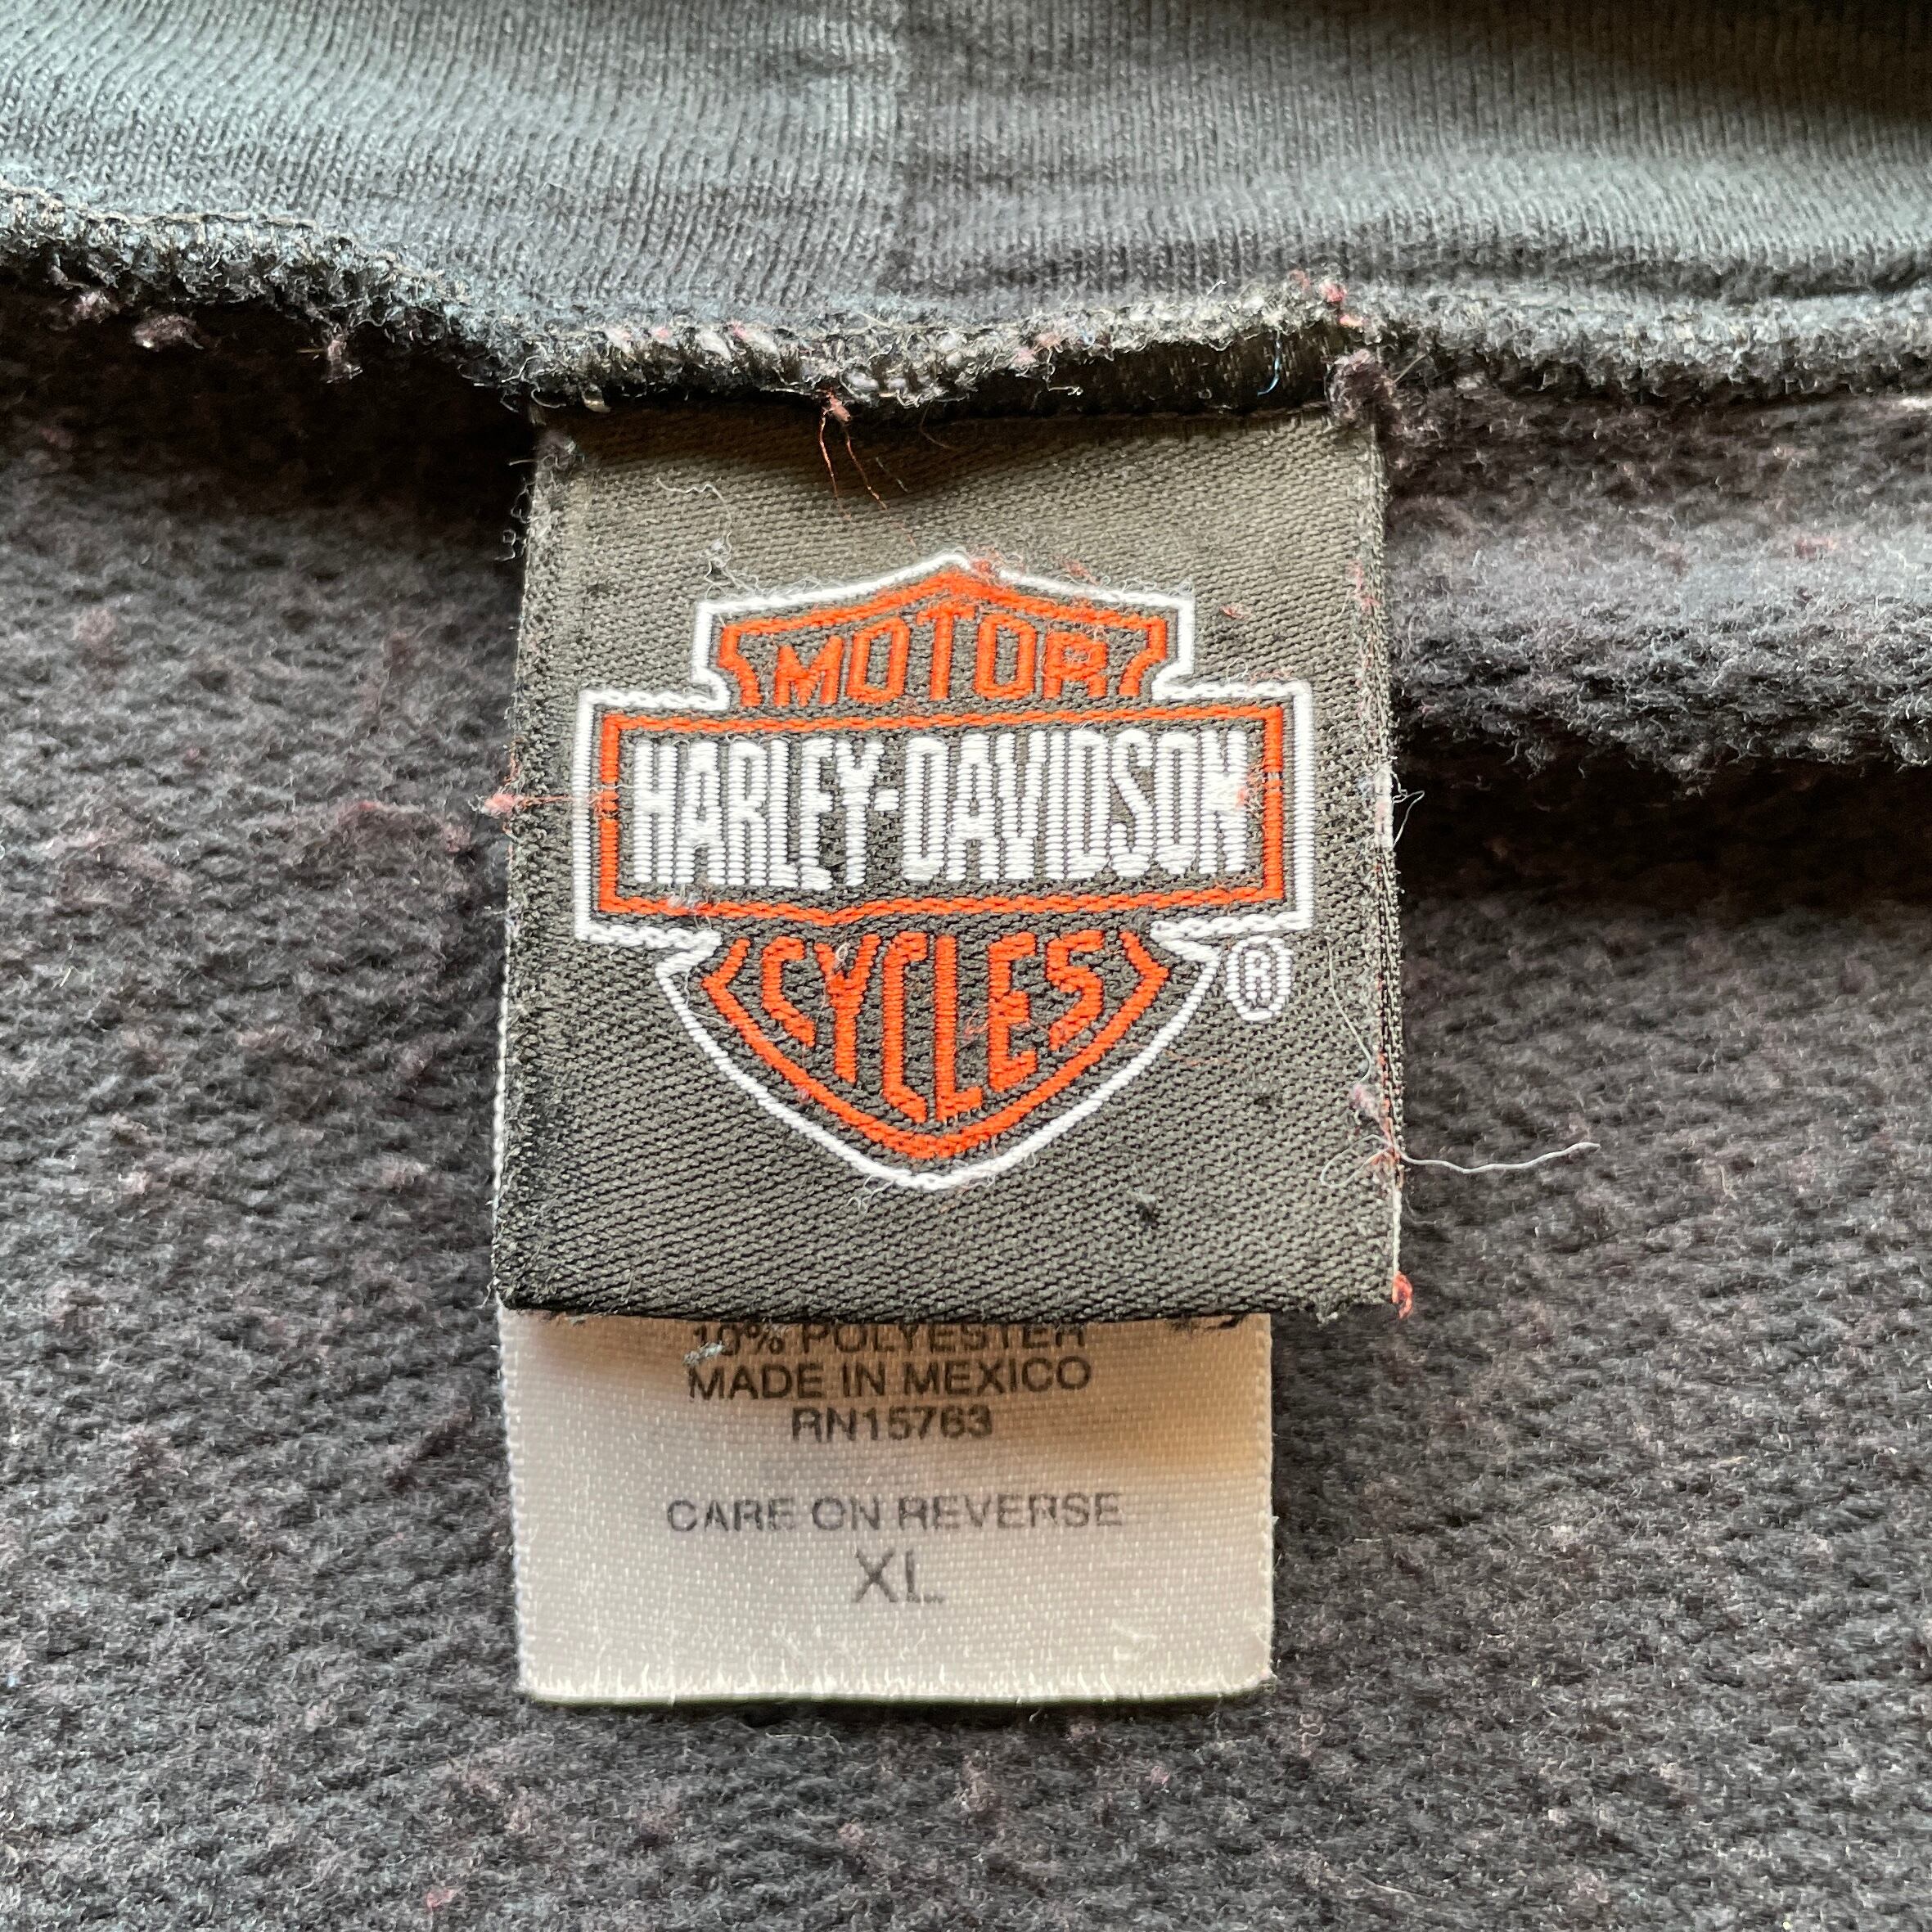 MOTOR
HARLEY-DAVIDSON
CYCLES
®
10% POLYESTER
MADE IN MEXICO
RN15763
CARE ON REVERSE
XL